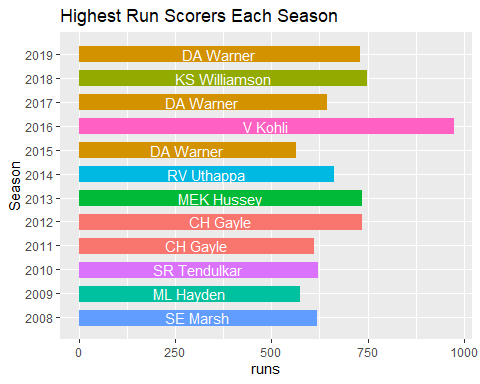 Highest Run Scorers Each Season
Season
2019 DA Warner
2018 KS Williamson
2017 DA Warner
2016 V Kohli
2015 DA Warner
2014 RV Uthappa
2013 MEK Hussey
2012 CH Gayle
2011 CH Gayle
2010 SR Tendulkar
2009 ML Hayden
2008 SE Marsh
0 250 500 750 1000
runs